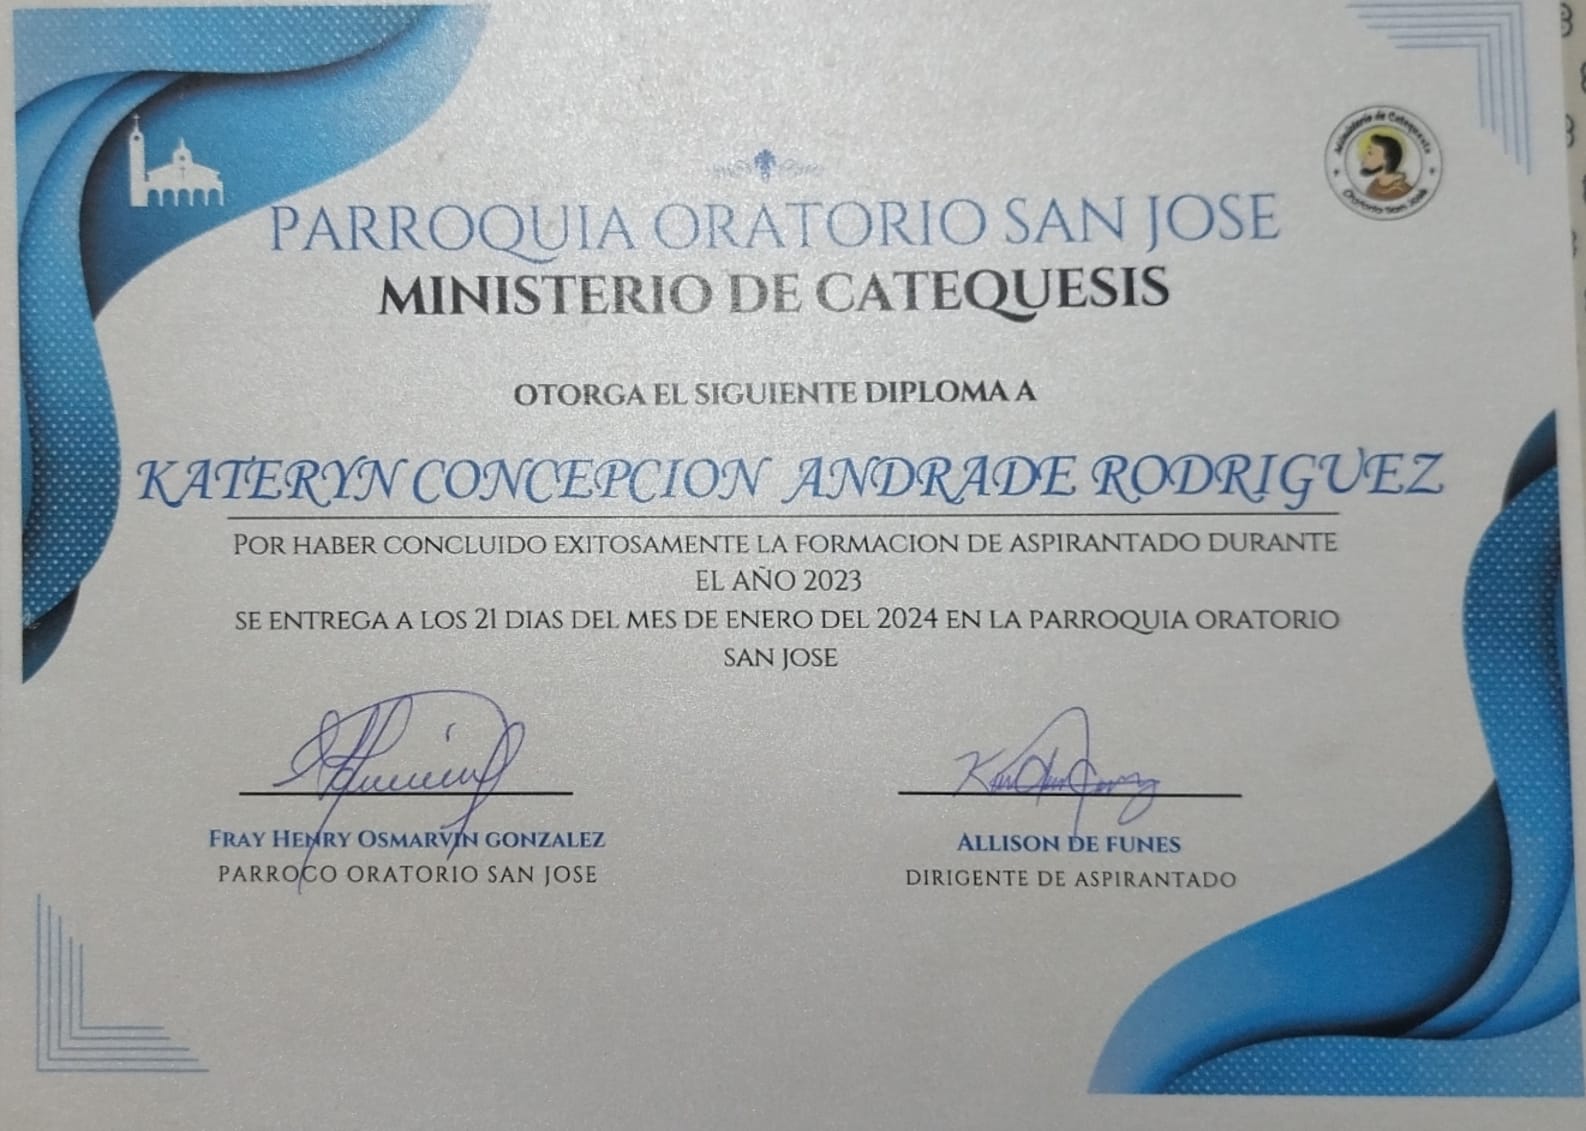 Ministerio de Catequesis
Oratorio San José
PARROQUIA ORATORIO SAN JOSE
MINISTERIO DE CATEQUESIS
OTORGA EL SIGUIENTE DIPLOMA A
KATERYN CONCEPCION ANDRADE RODRIGUEZ
POR HABER CONCLUIDO EXITOSAMENTE LA FORMACION DE ASPIRANTADO DURANTE
EL AÑO 2023
SE ENTREGA A LOS 21 DIAS DEL MES DE ENERO DEL 2024 EN LA PARROQUIA ORATORIO
SAN JOSE
FRAY HENRY OSMARVIN GONZALEZ
PARROCO ORATORIO SAN JOSE
ALLISON DE FUNES
DIRIGENTE DE ASPIRANTADO